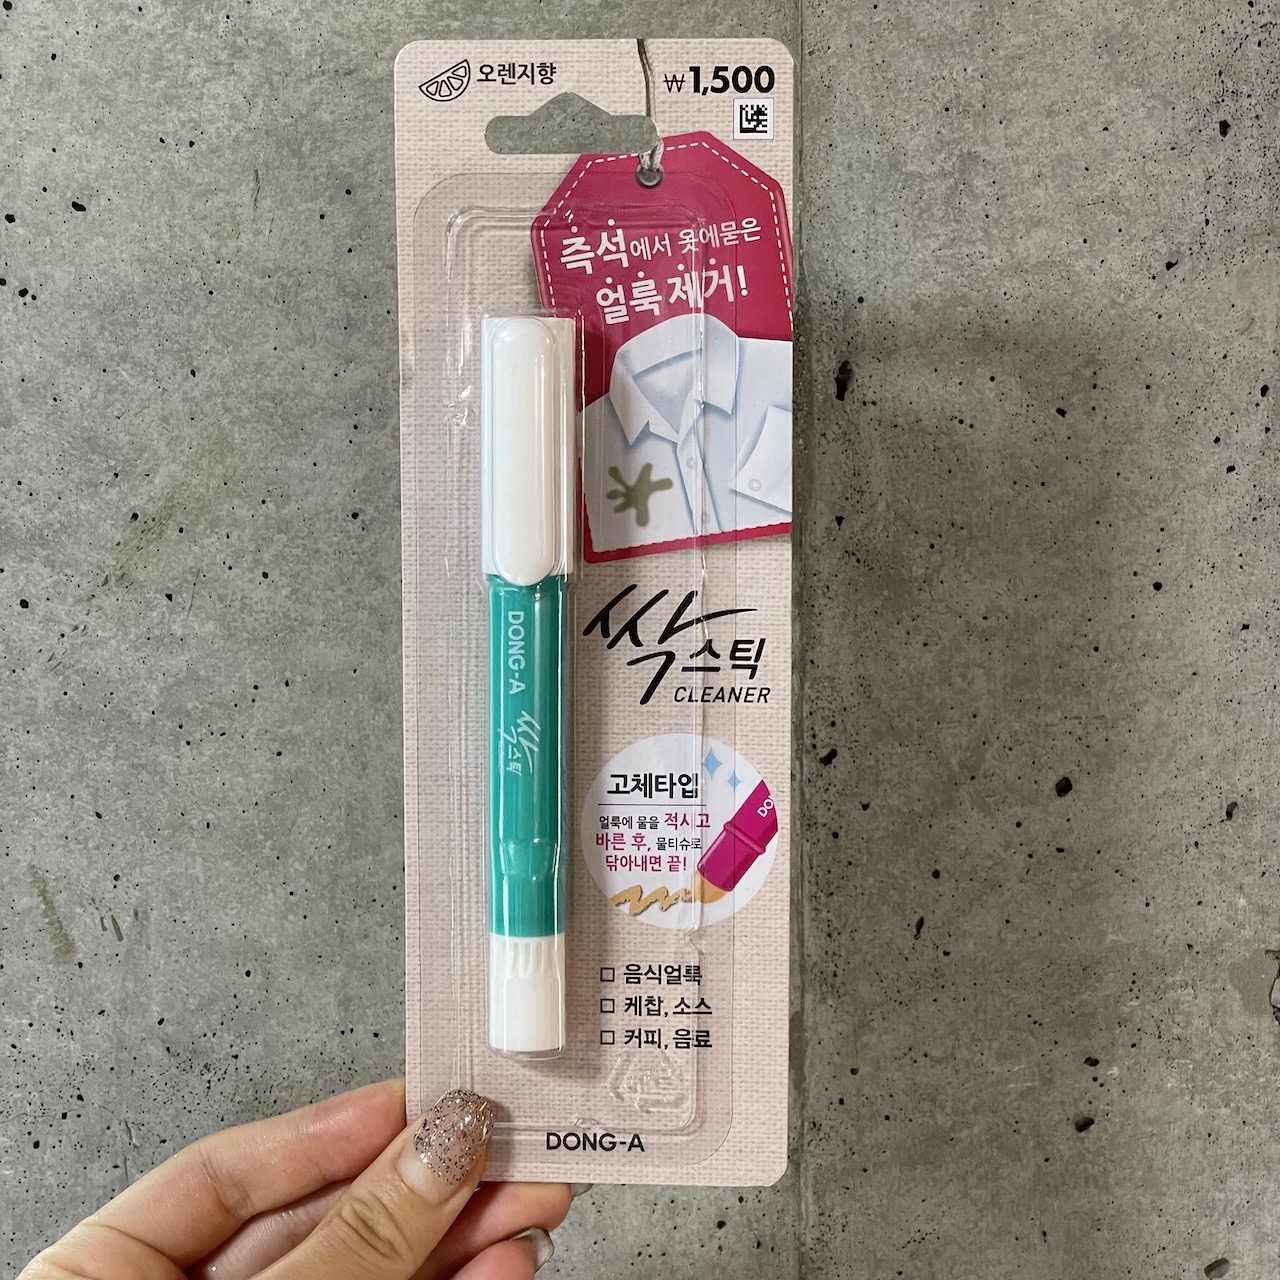 오렌지향
₩1,500
즉석에서 옷에묻은
얼룩 제거!
싹스틱
CLEANER
DONG-A
싹스틱
고체타입
얼룩에 물을 적시고
바른 후, 물티슈로
닦아내면 끝!
□ 음식얼룩
□ 케찹, 소스
□ 커피, 음료
DONG-A